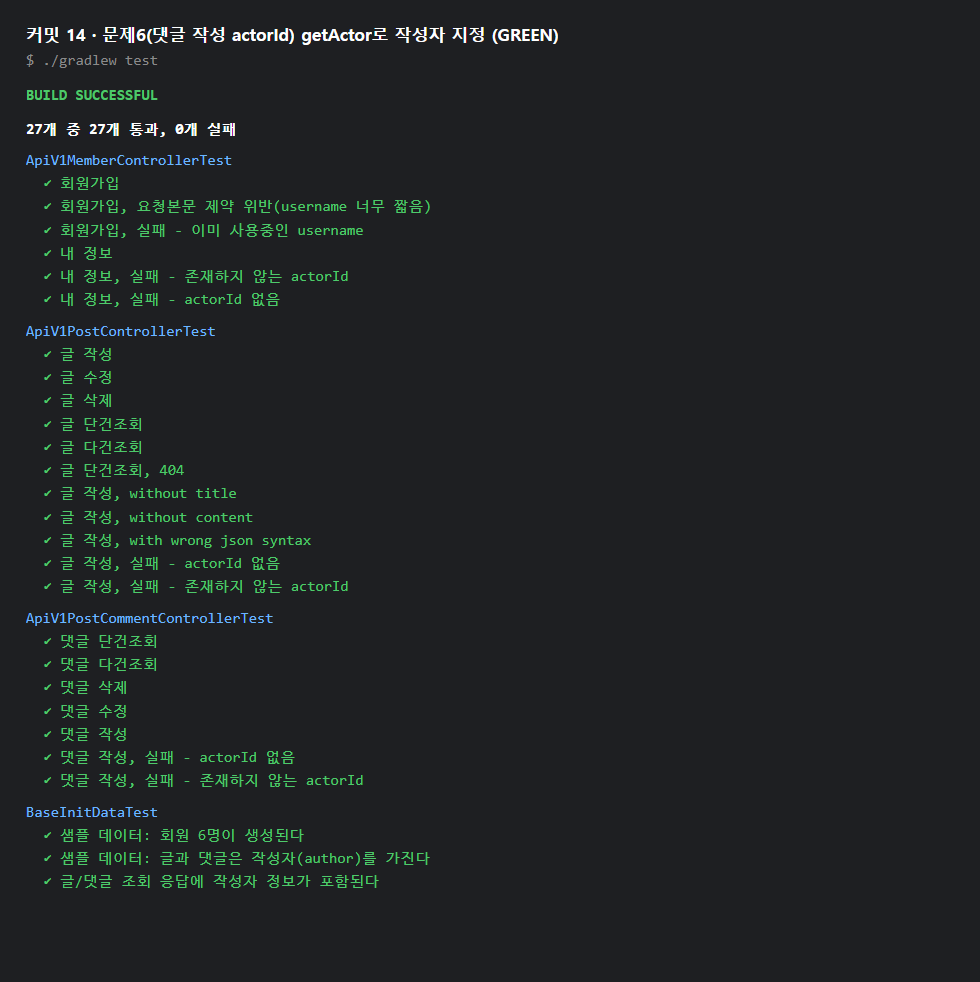 커밋 14 · 문제6(댓글 작성 actorId) getActor로 작성자 지정 (GREEN)
$ ./gradlew test
BUILD SUCCESSFUL
27개 중 27개 통과, 0개 실패
ApiV1MemberControllerTest
✔ 회원가입
✔ 회원가입, 요청본문 제약 위반(username 너무 짧음)
✔ 회원가입, 실패 - 이미 사용중인 username
✔ 내 정보
✔ 내 정보, 실패 - 존재하지 않는 actorId
✔ 내 정보, 실패 - actorId 없음
ApiV1PostControllerTest
✔ 글 작성
✔ 글 수정
✔ 글 삭제
✔ 글 단건조회
✔ 글 다건조회
✔ 글 단건조회, 404
✔ 글 작성, without title
✔ 글 작성, without content
✔ 글 작성, with wrong json syntax
✔ 글 작성, 실패 - actorId 없음
✔ 글 작성, 실패 - 존재하지 않는 actorId
ApiV1PostCommentControllerTest
✔ 댓글 단건조회
✔ 댓글 다건조회
✔ 댓글 삭제
✔ 댓글 수정
✔ 댓글 작성
✔ 댓글 작성, 실패 - actorId 없음
✔ 댓글 작성, 실패 - 존재하지 않는 actorId
BaseInitDataTest
✔ 샘플 데이터: 회원 6명이 생성된다
✔ 샘플 데이터: 글과 댓글은 작성자(author)를 가진다
✔ 글/댓글 조회 응답에 작성자 정보가 포함된다